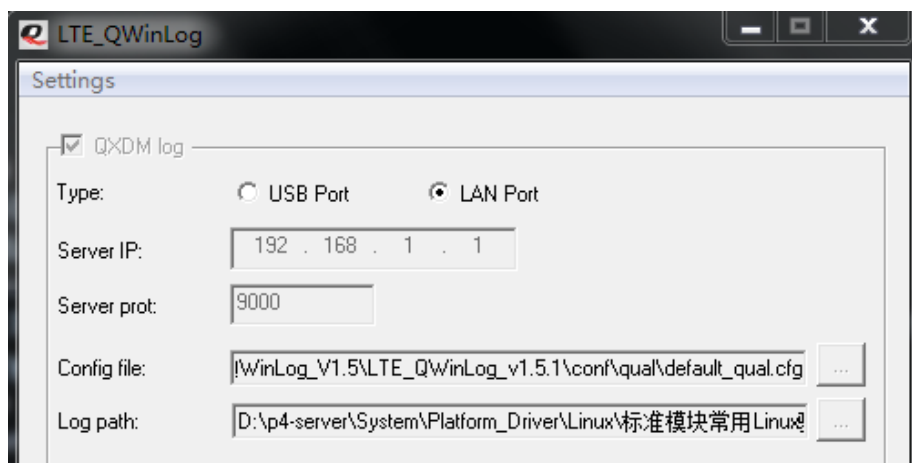 LTE_QWinLog
Settings
QXDM log
Type: USB Port LAN Port
Server IP: 192 . 168 . 1 . 1
Server prot: 9000
Config file: \WinLog_V1.5\LTE_QWinLog_v1.5.1\conf\qual\default_qual.cfg ...
Log path: D:\p4-server\System\Platform_Driver\Linux\标准模块常用Linux ...